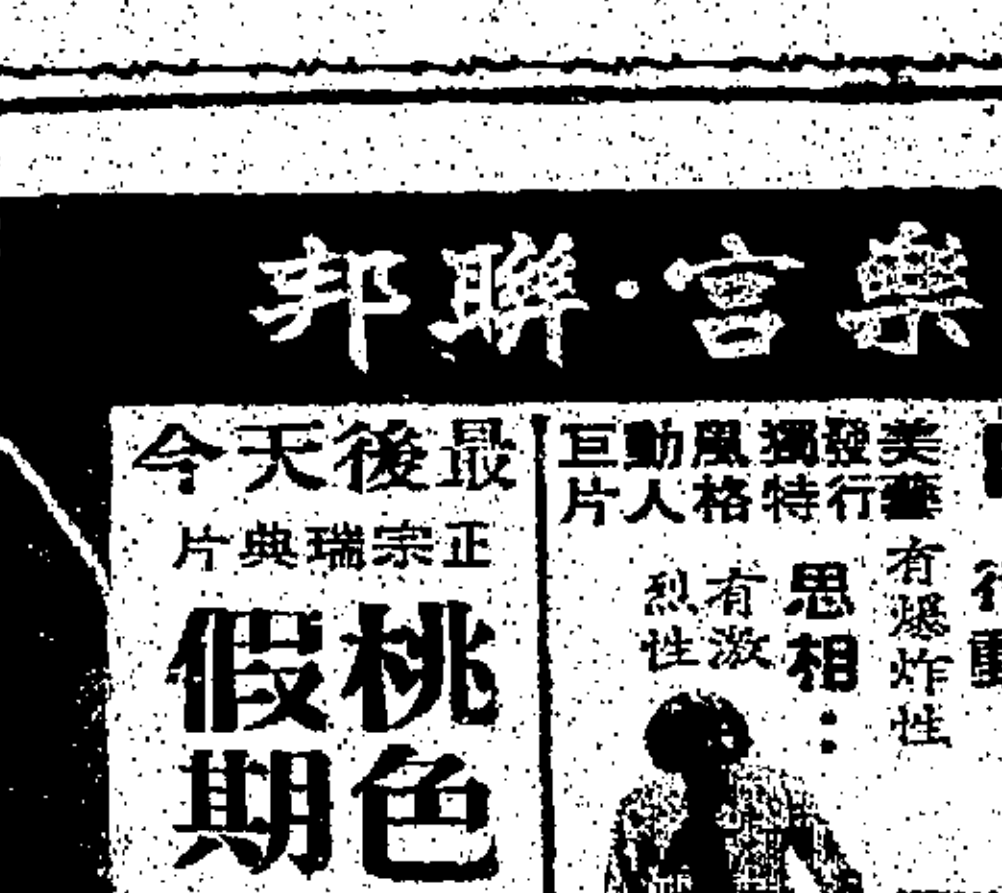 樂宮·聯邦
美藝
發行
獨特
風格
動人
巨片
有爆炸性
思想：
有激
烈性
最後天今
正宗瑞典片
桃色
假期